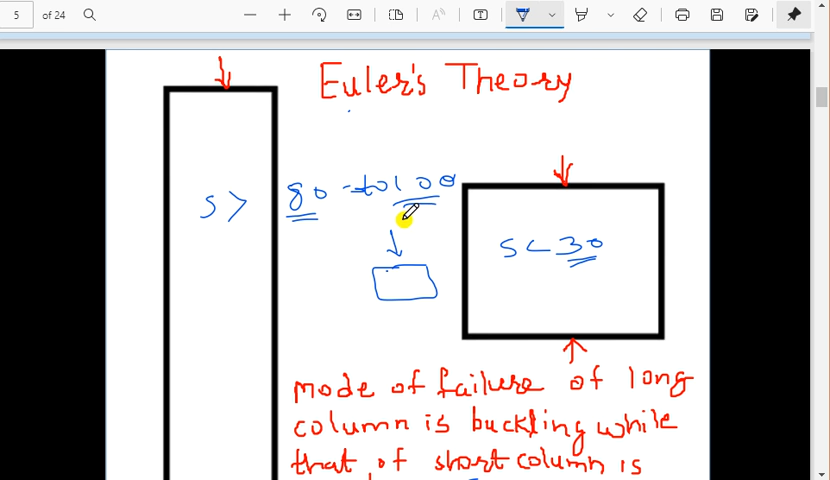 5 of 24
Euler's Theory
S > 80 to 100
S < 30
mode of failure of long
column is buckling while
that of short column is